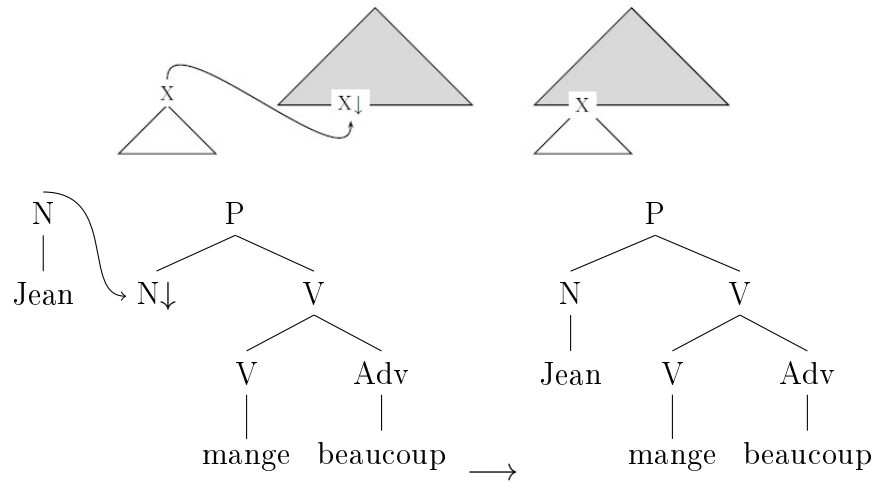 X X↓ X
N P P
Jean N↓ V N V
V Adv Jean V Adv
mange beaucoup ⟶ mange beaucoup